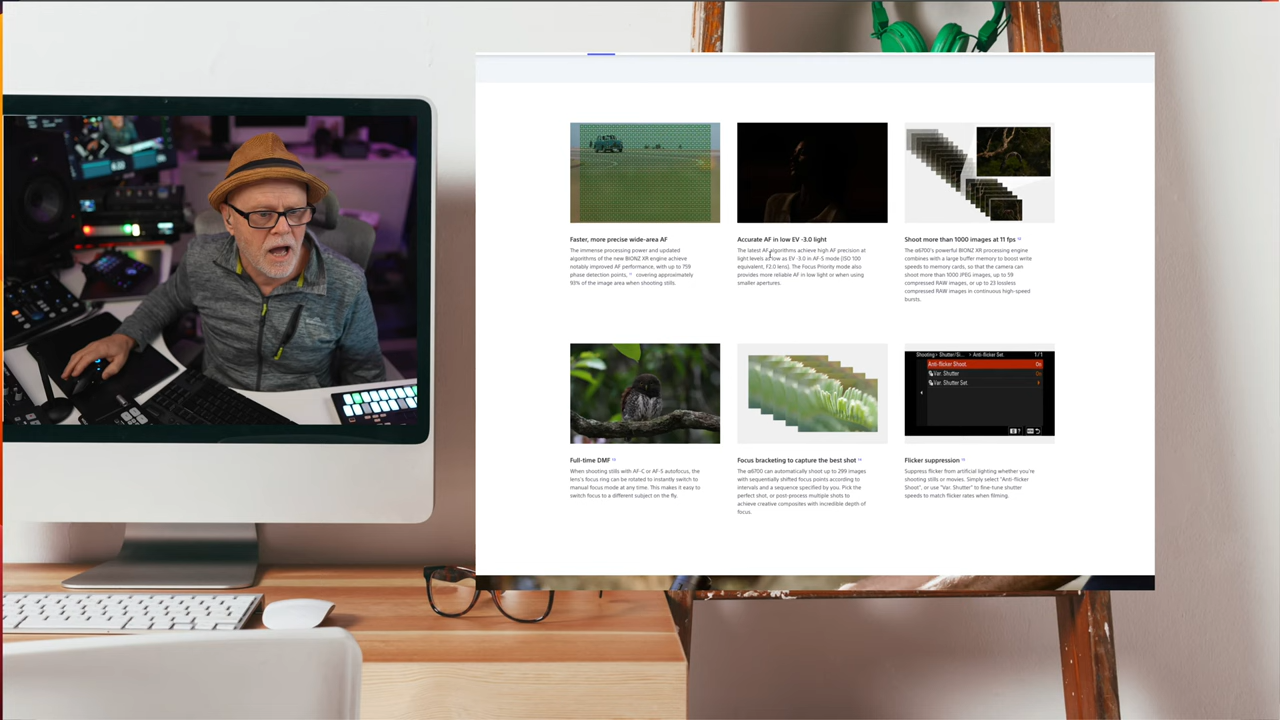 Faster, more precise wide-area AF
The immense processing power and updated
algorithms of the new BIONZ XR engine achieve
notably improved AF performance, with up to 759
phase detection points, covering approximately
93% of the image area when shooting stills.
Accurate AF in low EV -3.0 light
The latest AF algorithms achieve high AF precision at
light levels as low as EV -3.0 in AF-S mode (ISO 100
equivalent, F2.0 lens). The Focus Priority mode also
provides more reliable AF in low light or when using
smaller apertures.
Shoot more than 1000 images at 11 fps
The α6700's powerful BIONZ XR processing engine
combines with a large buffer memory to boost write
speeds to memory cards, so that the camera can
shoot more than 1000 JPEG images, up to 59
compressed RAW images, or up to 23 lossless
compressed RAW images in continuous high-speed
bursts.
Full-time DMF
When shooting stills with AF-C or AF-S autofocus, the
lens's focus ring can be rotated to instantly switch to
manual focus mode at any time. This makes it easy to
switch focus to a different subject on the fly.
Focus bracketing to capture the best shot
The α6700 can automatically shoot up to 299 images
with sequentially shifted focus points according to
intervals and a sequence specified by you. Pick the
perfect shot, or post-process multiple shots to
achieve creative composites with incredible depth of
focus.
Shooting > Shutter/Si... > Anti-flicker Set. 1/1
Anti-flicker Shoot. On
Var. Shutter
Var. Shutter Set.
Flicker suppression
Suppress flicker from artificial lighting whether you're
shooting stills or movies. Simply select "Anti-flicker
Shoot", or use "Var. Shutter" to fine-tune shutter
speeds to match flicker rates when filming.